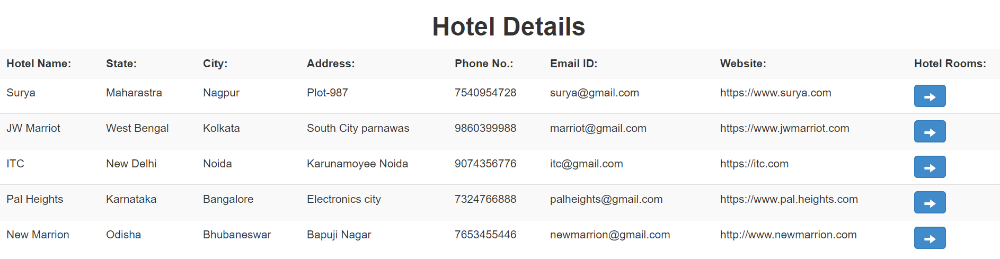 Hotel Details
Hotel Name: State: City: Address: Phone No.: Email ID: Website: Hotel Rooms:
Surya Maharastra Nagpur Plot-987 7540954728 surya@gmail.com https://www.surya.com
JW Marriot West Bengal Kolkata South City parnawas 9860399988 marriot@gmail.com https://www.jwmarriot.com
ITC New Delhi Noida Karunamoyee Noida 9074356776 itc@gmail.com https://itc.com
Pal Heights Karnataka Bangalore Electronics city 7324766888 palheights@gmail.com https://www.pal.heights.com
New Marrion Odisha Bhubaneswar Bapuji Nagar 7653455446 newmarrion@gmail.com http://www.newmarrion.com